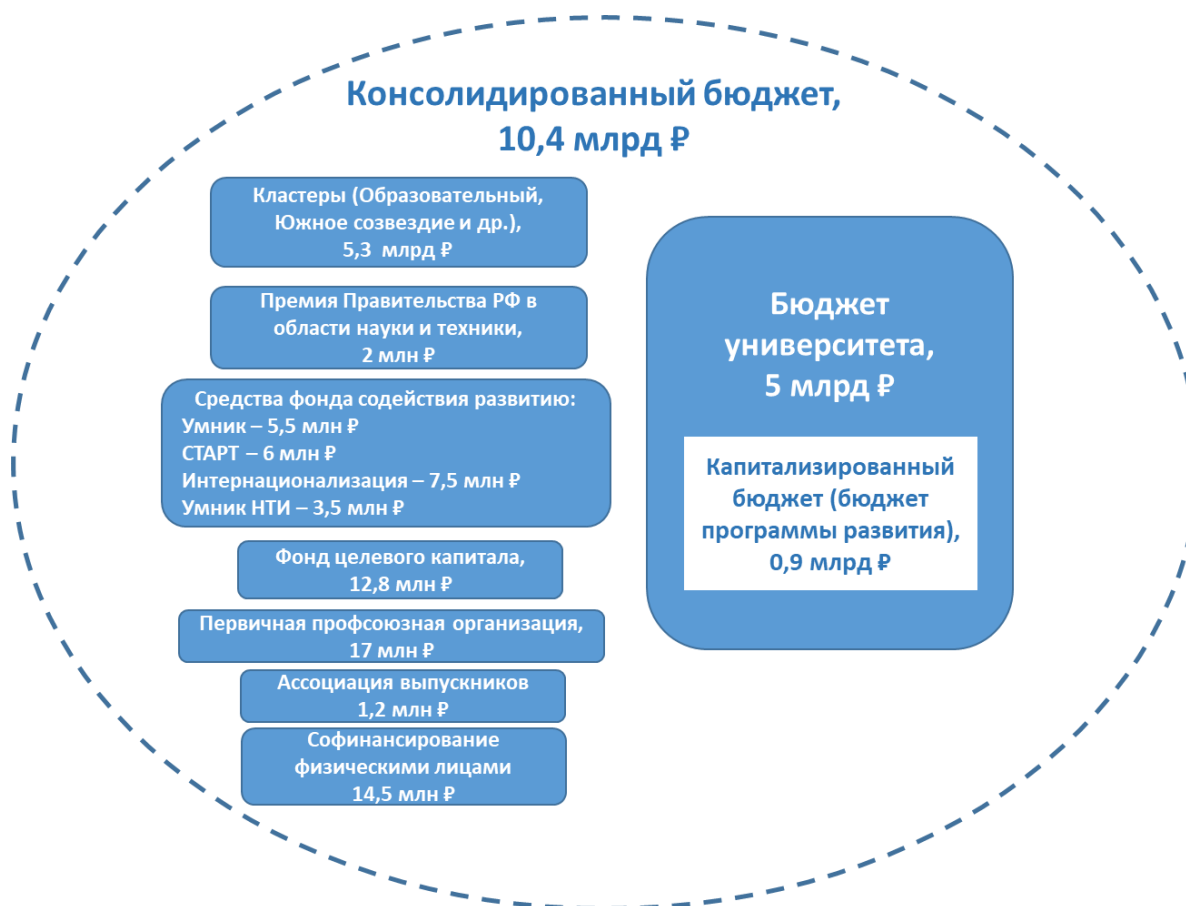 Консолидированный бюджет,
10,4 млрд ₽
Кластеры (Образовательный,
Южное созвездие и др.),
5,3 млрд ₽
Премия Правительства РФ в
области науки и техники,
2 млн ₽
Средства фонда содействия развитию:
Умник – 5,5 млн ₽
СТАРТ – 6 млн ₽
Интернационализация – 7,5 млн ₽
Умник НТИ – 3,5 млн ₽
Фонд целевого капитала,
12,8 млн ₽
Первичная профсоюзная организация,
17 млн ₽
Ассоциация выпускников
1,2 млн ₽
Софинансирование
физическими лицами
14,5 млн ₽
Бюджет
университета,
5 млрд ₽
Капитализированный
бюджет (бюджет
программы развития),
0,9 млрд ₽